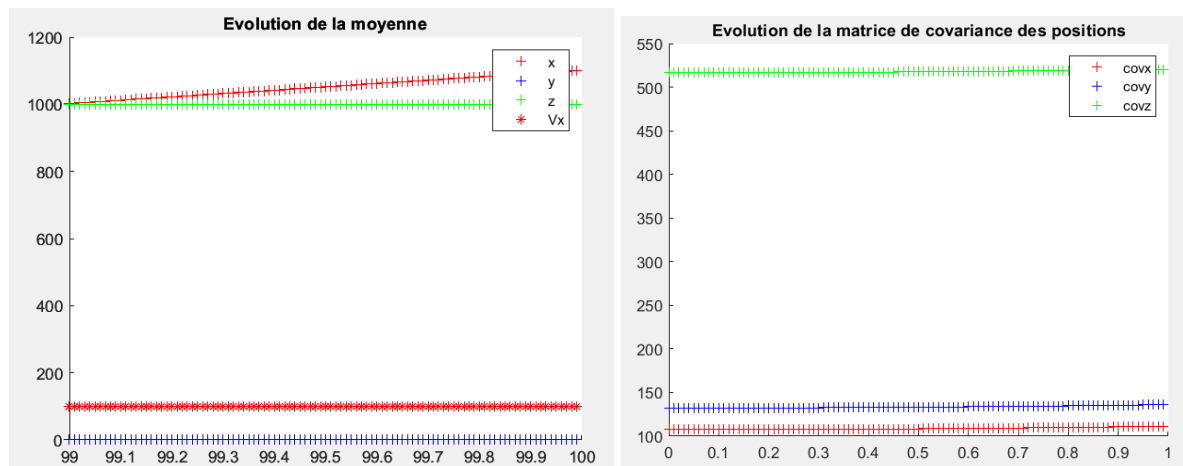 Evolution de la moyenne
1200
1000
800
600
400
200
0
99 99.1 99.2 99.3 99.4 99.5 99.6 99.7 99.8 99.9 100
x
y
z
Vx
Evolution de la matrice de covariance des positions
550
500
450
400
350
300
250
200
150
100
0 0.1 0.2 0.3 0.4 0.5 0.6 0.7 0.8 0.9 1
covx
covy
covz